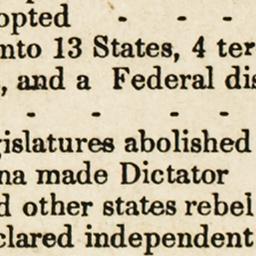 opted - - -
nto 13 States, 4 ter
, and a Federal dis
- - - -
gislatures abolished
na made Dictator
d other states rebel
clared independent